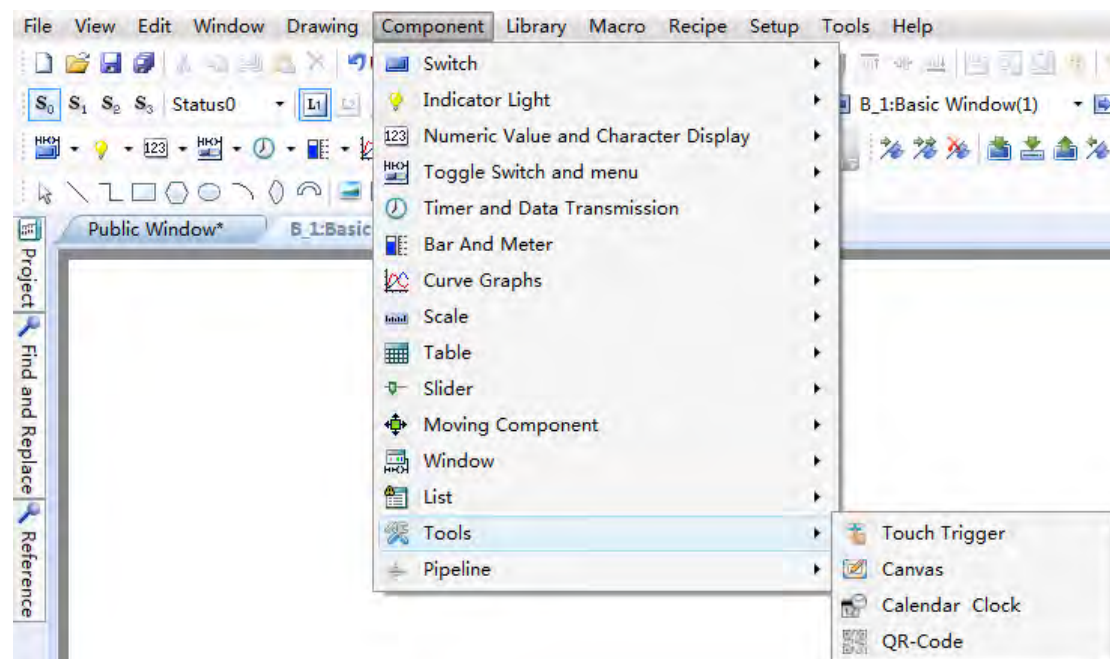 File View Edit Window Drawing Component Library Macro Recipe Setup Tools Help
S0 S1 S2 S3 Status0 L1 B_1:Basic Window(1)
123
Public Window* B_1:Basic
Project
Find and Replace
Reference
Switch
Indicator Light
123 Numeric Value and Character Display
Toggle Switch and menu
Timer and Data Transmission
Bar And Meter
Curve Graphs
Scale
Table
Slider
Moving Component
Window
List
Tools
Pipeline
Touch Trigger
Canvas
Calendar Clock
QR-Code